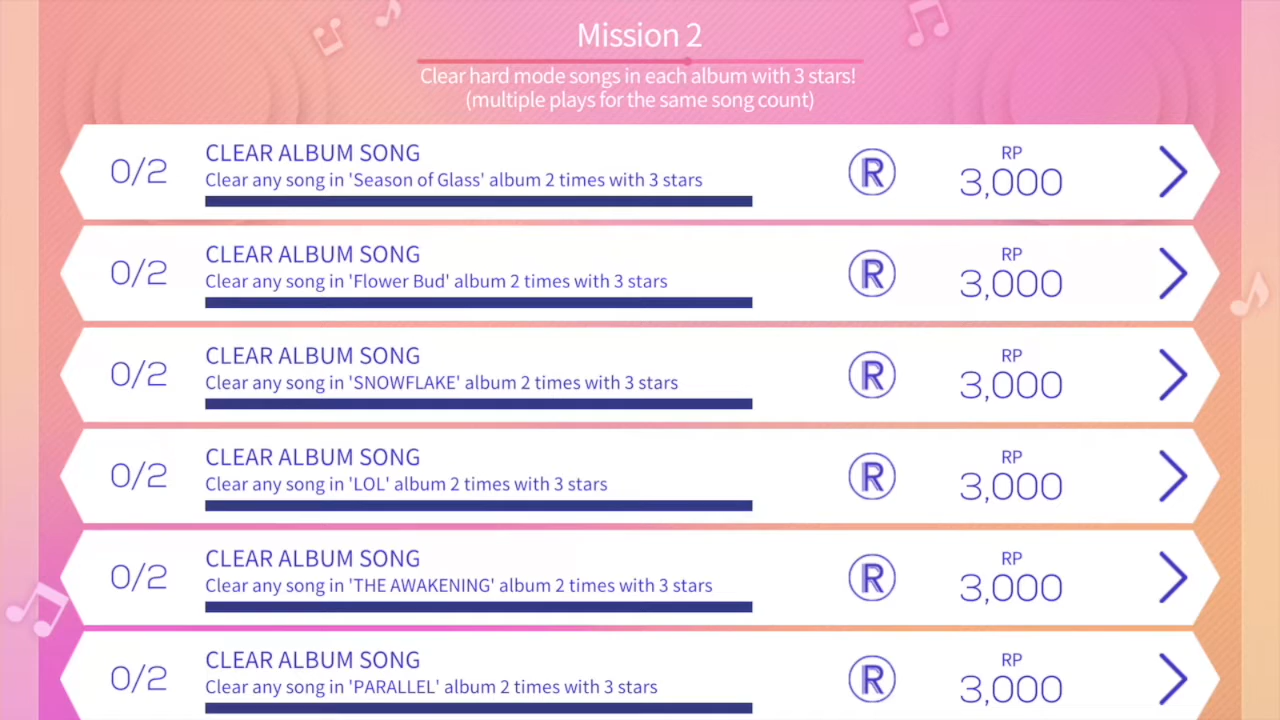 Mission 2
Clear hard mode songs in each album with 3 stars!
(multiple plays for the same song count)
0/2
CLEAR ALBUM SONG
Clear any song in 'Season of Glass' album 2 times with 3 stars
R
RP
3,000
0/2
CLEAR ALBUM SONG
Clear any song in 'Flower Bud' album 2 times with 3 stars
R
RP
3,000
0/2
CLEAR ALBUM SONG
Clear any song in 'SNOWFLAKE' album 2 times with 3 stars
R
RP
3,000
0/2
CLEAR ALBUM SONG
Clear any song in 'LOL' album 2 times with 3 stars
R
RP
3,000
0/2
CLEAR ALBUM SONG
Clear any song in 'THE AWAKENING' album 2 times with 3 stars
R
RP
3,000
0/2
CLEAR ALBUM SONG
Clear any song in 'PARALLEL' album 2 times with 3 stars
R
RP
3,000